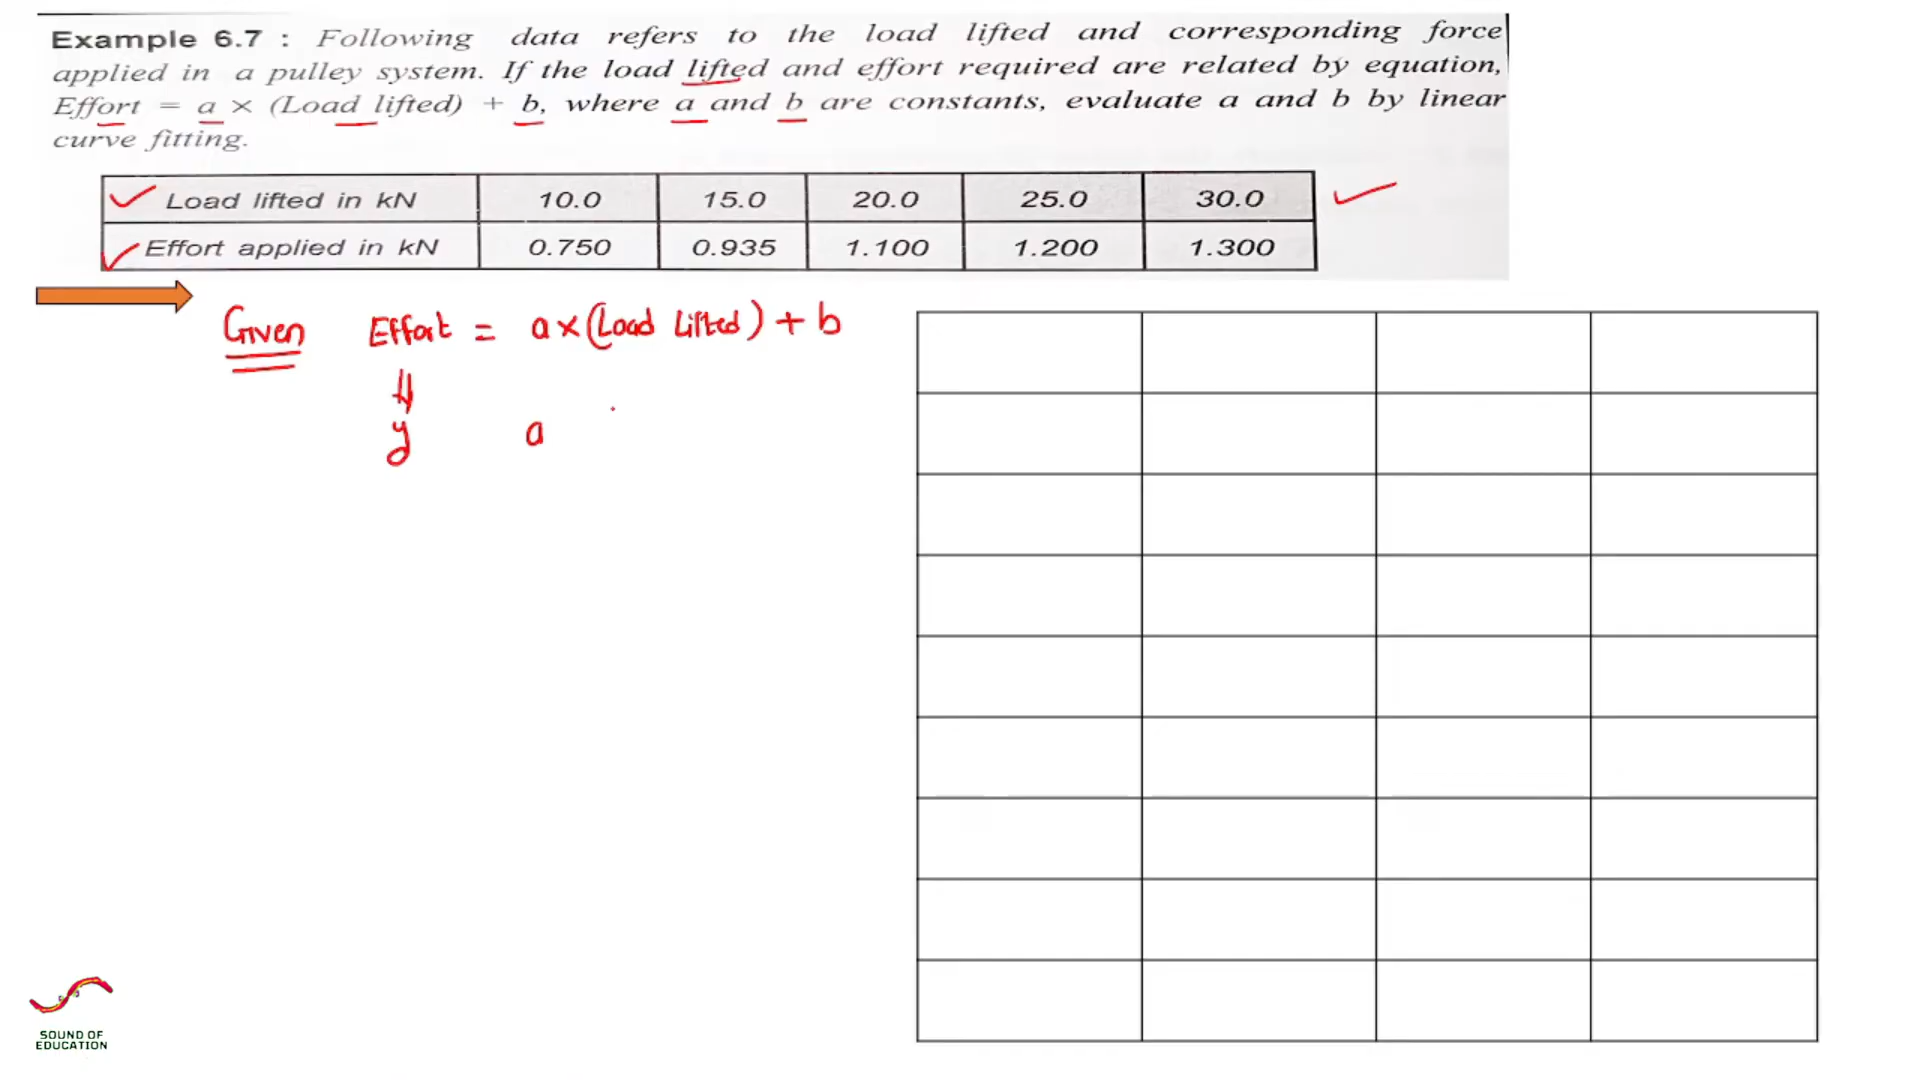 Example 6.7 : Following data refers to the load lifted and corresponding force
applied in a pulley system. If the load lifted and effort required are related by equation,
Effort = a × (Load lifted) + b, where a and b are constants, evaluate a and b by linear
curve fitting.
Load lifted in kN 10.0 15.0 20.0 25.0 30.0
Effort applied in kN 0.750 0.935 1.100 1.200 1.300
Given Effort = a×(Load Lifted) + b
y a
SOUND OF
EDUCATION